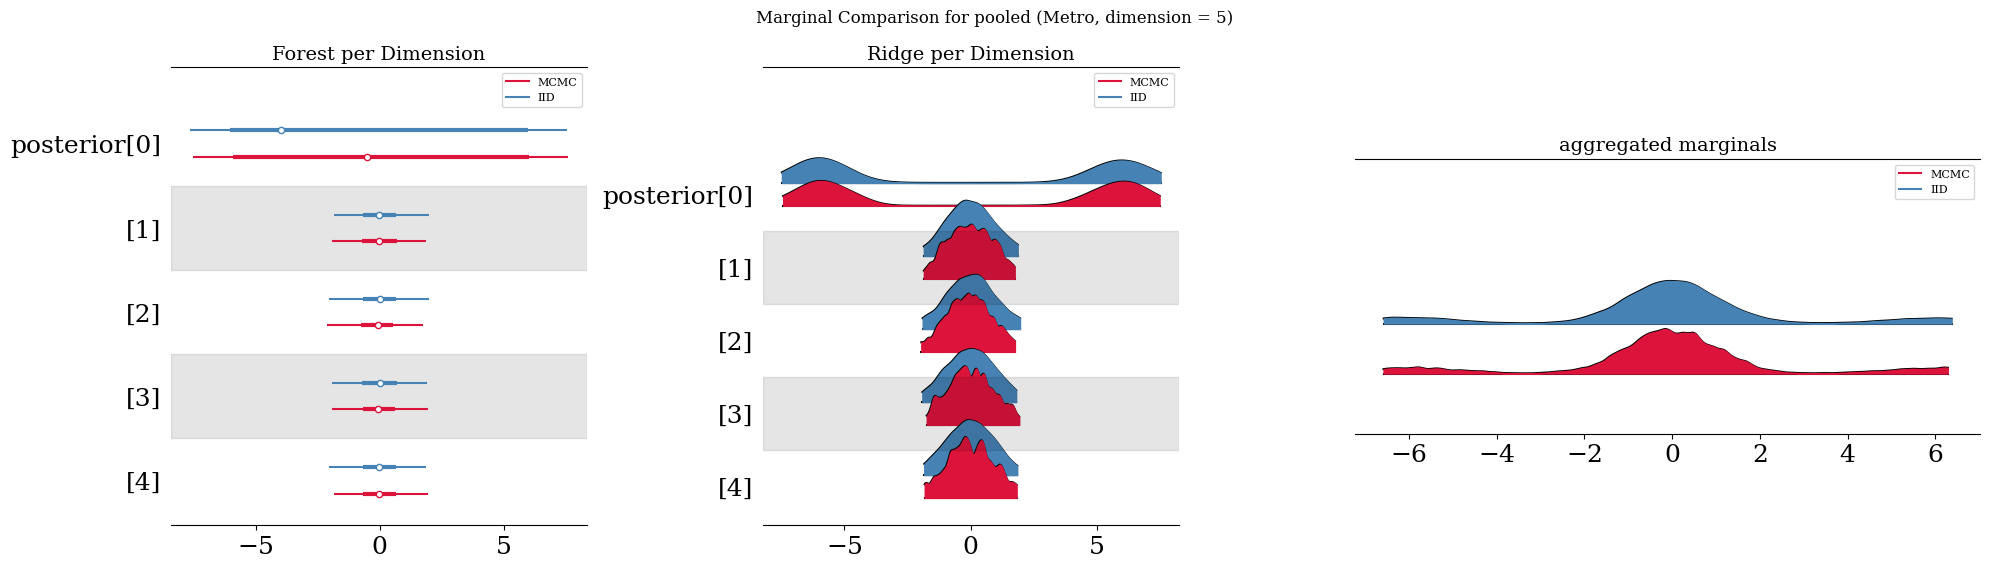 Marginal Comparison for pooled (Metro, dimension = 5)
Forest per Dimension
MCMC
IID
posterior[0]
[1]
[2]
[3]
[4]
−5 0 5
Ridge per Dimension
MCMC
IID
posterior[0]
[1]
[2]
[3]
[4]
−5 0 5
aggregated marginals
MCMC
IID
−6 −4 −2 0 2 4 6